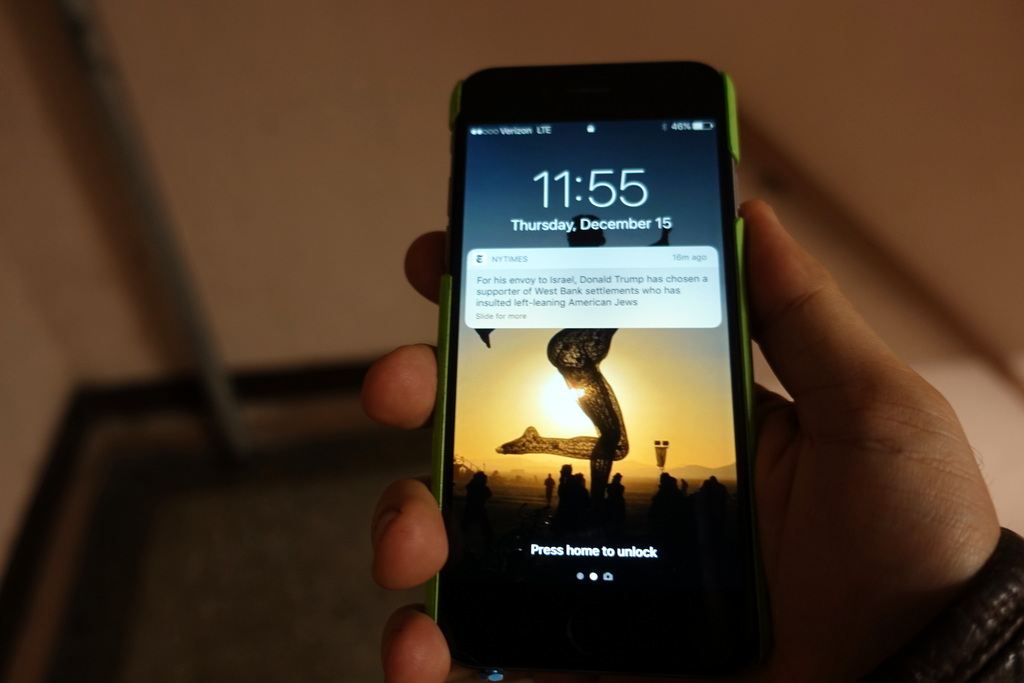 Verizon LTE 46%
11:55
Thursday, December 15
NYTIMES 16m ago
For his envoy to Israel, Donald Trump has chosen a
supporter of West Bank settlements who has
insulted left-leaning American Jews
Slide for more
Press home to unlock